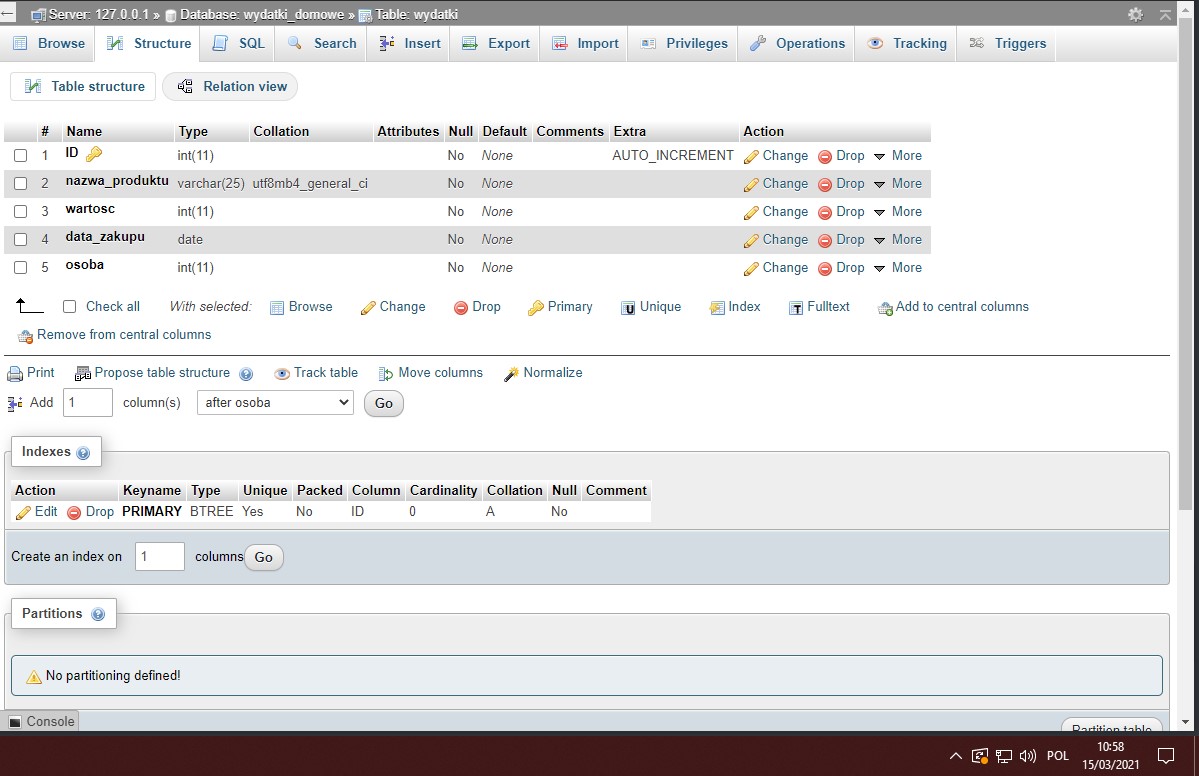 Server: 127.0.0.1 » Database: wydatki_domowe » Table: wydatki
Browse Structure SQL Search Insert Export Import Privileges Operations Tracking Triggers
Table structure Relation view
# Name Type Collation Attributes Null Default Comments Extra Action
1 ID int(11) No None AUTO_INCREMENT Change Drop More
2 nazwa_produktu varchar(25) utf8mb4_general_ci No None Change Drop More
3 wartosc int(11) No None Change Drop More
4 data_zakupu date No None Change Drop More
5 osoba int(11) No None Change Drop More
Check all With selected: Browse Change Drop Primary Unique Index Fulltext Add to central columns
Remove from central columns
Print Propose table structure Track table Move columns Normalize
Add 1 column(s) after osoba Go
Indexes
Action Keyname Type Unique Packed Column Cardinality Collation Null Comment
Edit Drop PRIMARY BTREE Yes No ID 0 A No
Create an index on 1 columns Go
Partitions
No partitioning defined!
Console
Partition table
POL
10:58
15/03/2021